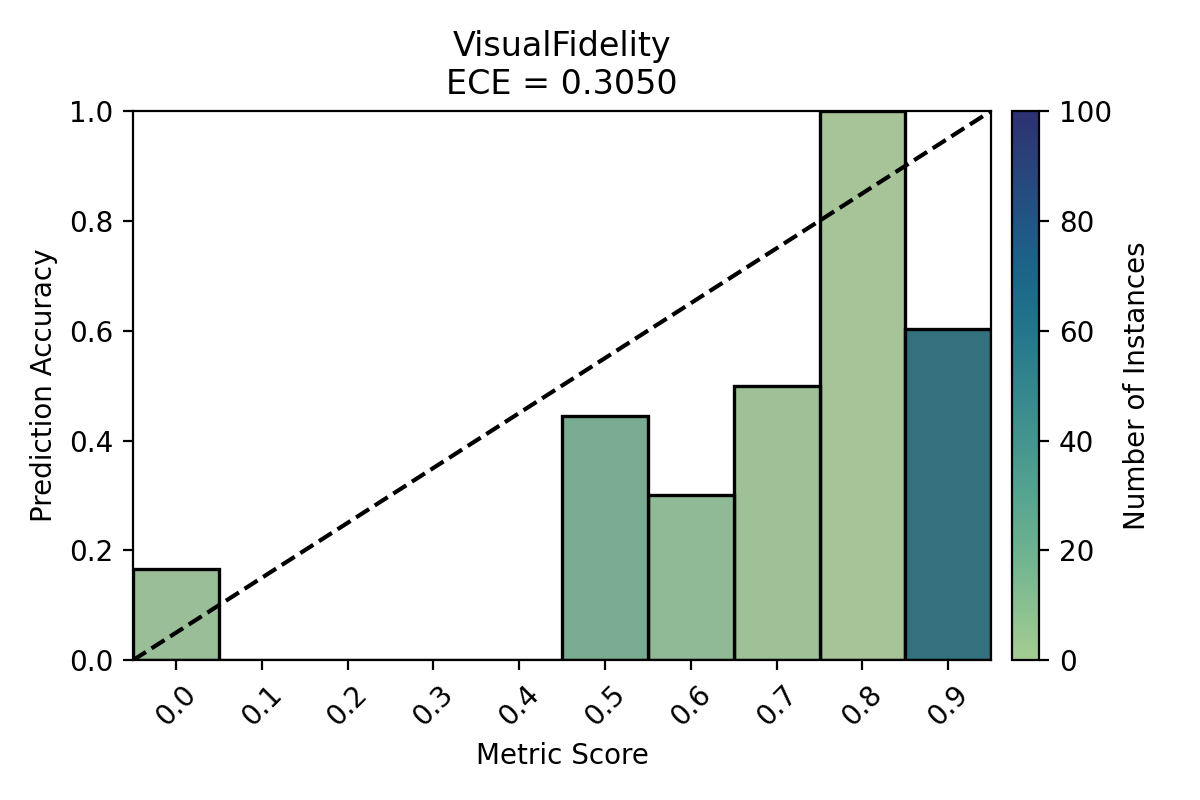 VisualFidelity
ECE = 0.3050
Prediction Accuracy
1.0
0.8
0.6
0.4
0.2
0.0
0.0 0.1 0.2 0.3 0.4 0.5 0.6 0.7 0.8 0.9
Metric Score
100
80
60
40
20
0
Number of Instances